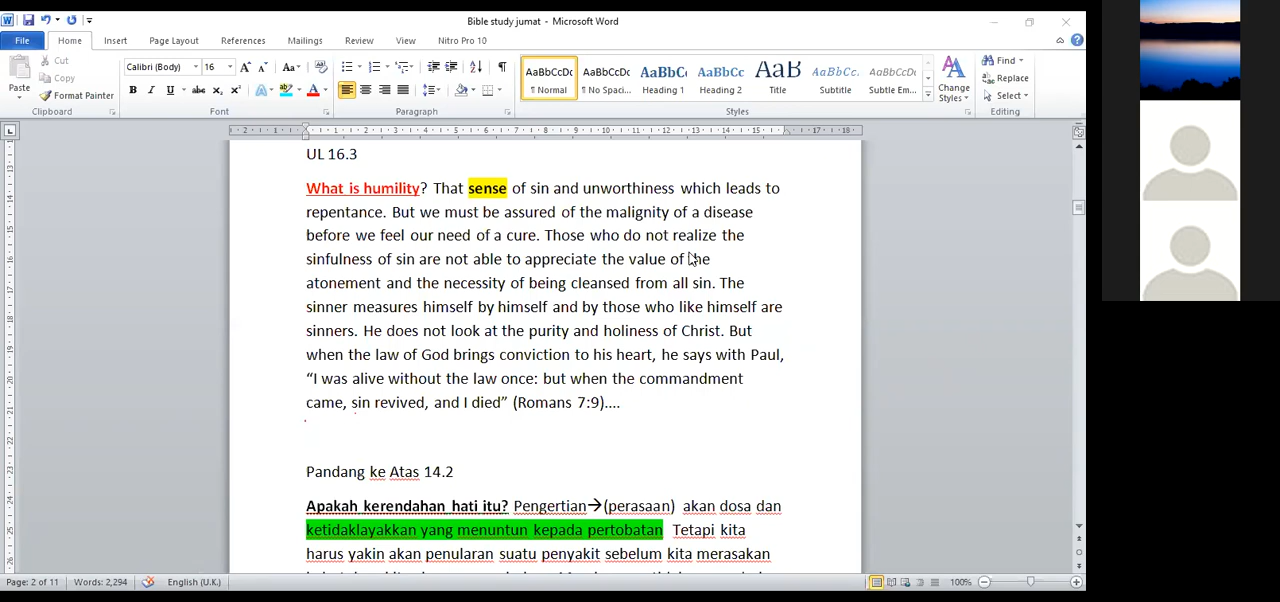 Bible study jumat - Microsoft Word
File Home Insert Page Layout References Mailings Review View Nitro Pro 10
Paste Cut Copy Format Painter Clipboard
Calibri (Body) 16 Font
Paragraph
AaBbCcDc ¶ Normal AaBbCcDc ¶ No Spaci... AaBbC Heading 1 AaBbCc Heading 2 AaB Title AaBbCc. Subtitle AaBbCcDc Subtle Em... Styles
Change Styles
Find Replace Select Editing
UL 16.3
What is humility? That sense of sin and unworthiness which leads to
repentance. But we must be assured of the malignity of a disease
before we feel our need of a cure. Those who do not realize the
sinfulness of sin are not able to appreciate the value of the
atonement and the necessity of being cleansed from all sin. The
sinner measures himself by himself and by those who like himself are
sinners. He does not look at the purity and holiness of Christ. But
when the law of God brings conviction to his heart, he says with Paul,
“I was alive without the law once: but when the commandment
came, sin revived, and I died” (Romans 7:9)....
Pandang ke Atas 14.2
Apakah kerendahan hati itu? Pengertian→(perasaan) akan dosa dan
ketidaklayakkan yang menuntun kepada pertobatan Tetapi kita
harus yakin akan penularan suatu penyakit sebelum kita merasakan
Page: 2 of 11 Words: 2,294 English (U.K.) 100%